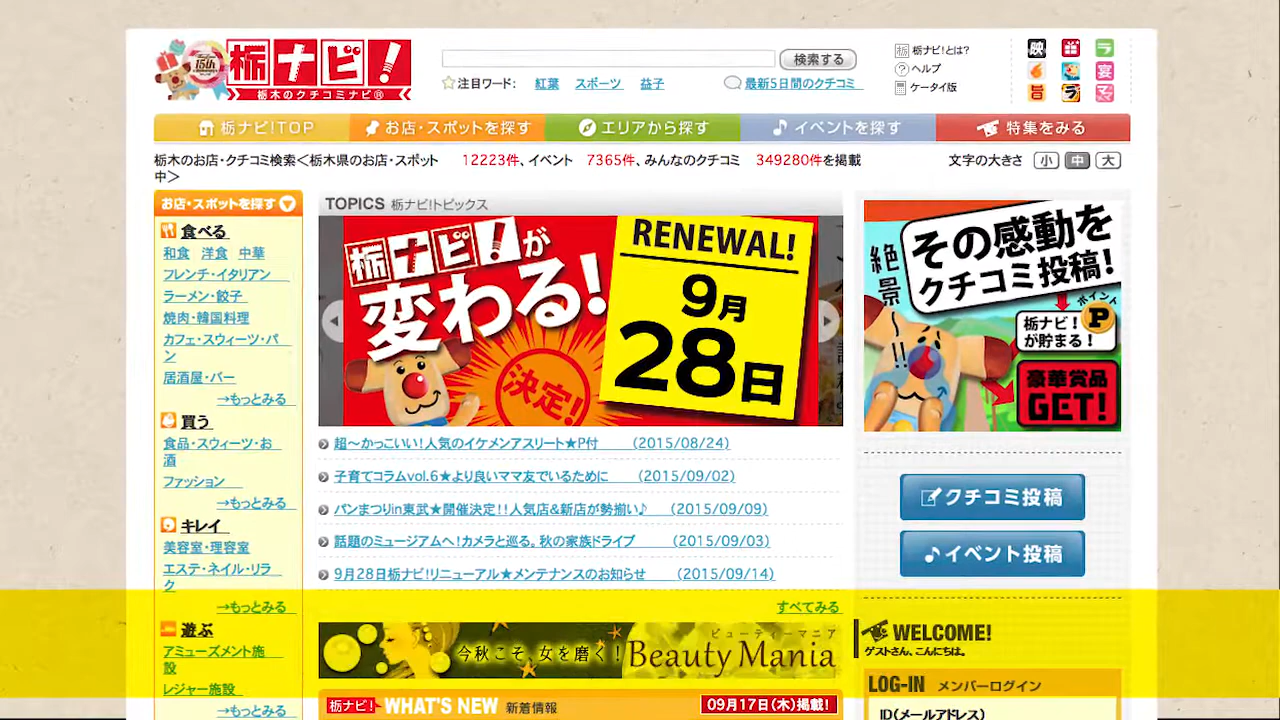 15th
栃ナビ!
栃木のクチコミナビ®
検索する
注目ワード: 紅葉 スポーツ 益子
最新5日間のクチコミ
栃ナビ!とは?
ヘルプ
ケータイ版
映
ラ
宴
旨
ラ
ママ
栃ナビ!TOP
お店・スポットを探す
エリアから探す
イベントを探す
特集をみる
栃木のお店・クチコミ検索<栃木県のお店・スポット 12223件、イベント 7365件、みんなのクチコミ 349280件を掲載
中>
文字の大きさ 小 中 大
お店・スポットを探す
食べる
和食 洋食 中華
フレンチ・イタリアン
ラーメン・餃子
焼肉・韓国料理
カフェ・スウィーツ・パ
ン
居酒屋・バー
→もっとみる
買う
食品・スウィーツ・お
酒
ファッション
→もっとみる
キレイ
美容室・理容室
エステ・ネイル・リラ
ク
→もっとみる
遊ぶ
アミューズメント施
設
レジャー施設
→もっとみる
TOPICS 栃ナビ!トピックス
栃ナビ!が
変わる!
決定!
RENEWAL!
9月
28日
超〜かっこいい!人気のイケメンアスリート★P付 (2015/08/24)
子育てコラムvol.6★より良いママ友でいるために (2015/09/02)
パンまつりin東武★開催決定!!人気店&新店が勢揃い♪ (2015/09/09)
話題のミュージアムへ!カメラと巡る。秋の家族ドライブ (2015/09/03)
9月28日栃ナビ!リニューアル★メンテナンスのお知らせ (2015/09/14)
すべてみる
今秋こそ、女を磨く!
ビューティーマニア
Beauty Mania
栃ナビ! WHAT'S NEW 新着情報
09月17日(木)掲載!
その感動を
クチコミ投稿!
絶景〜!!
ポイント
P
栃ナビ!
が貯まる!
豪華賞品
GET!
クチコミ投稿
イベント投稿
WELCOME!
ゲストさん、こんにちは。
LOG-IN メンバーログイン
ID(メールアドレス)